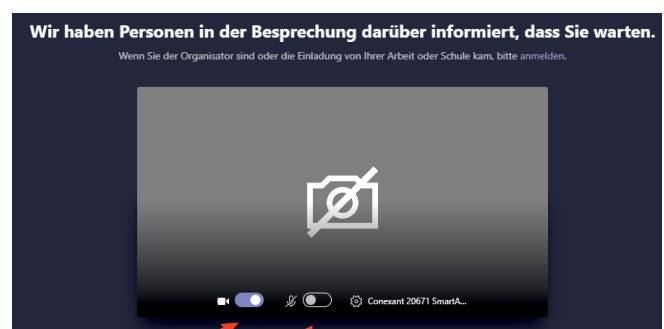 Wir haben Personen in der Besprechung darüber informiert, dass Sie warten.
Wenn Sie der Organisator sind oder die Einladung von Ihrer Arbeit oder Schule kam, bitte anmelden.
Conexant 20671 SmartA...